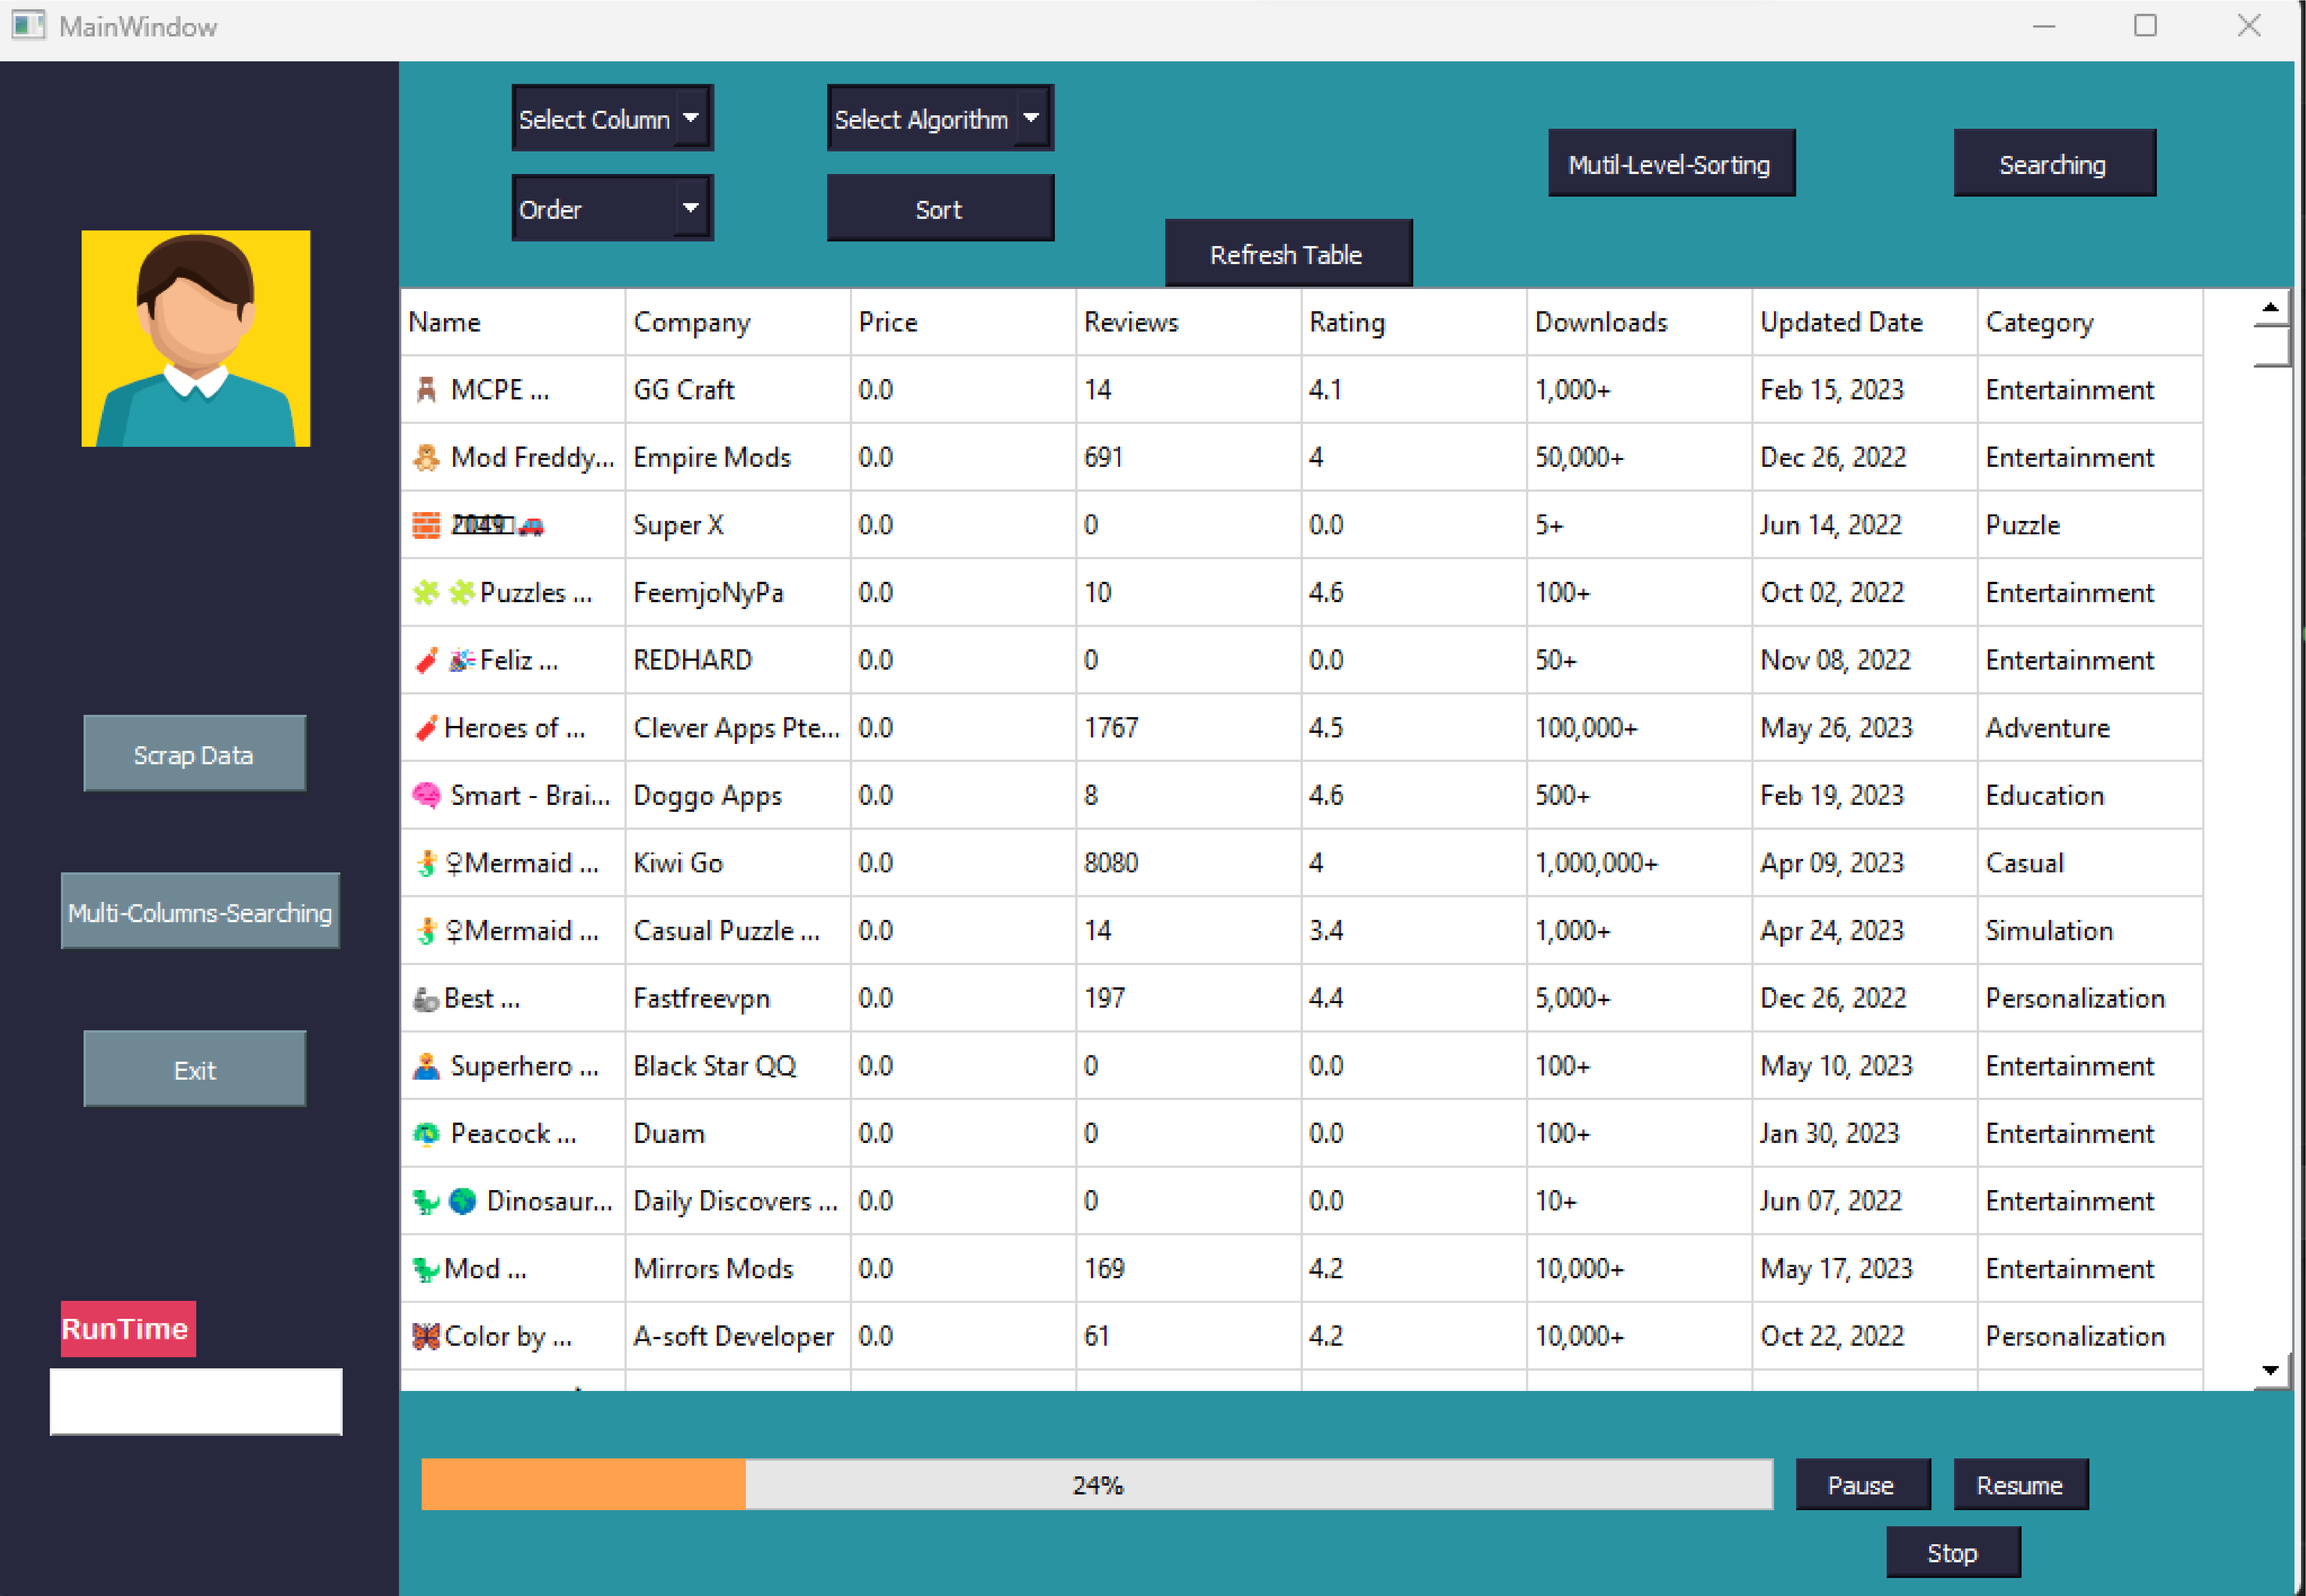 MainWindow
Select Column
Select Algorithm
Order
Sort
Mutil-Level-Sorting
Searching
Refresh Table
Name Company Price Reviews Rating Downloads Updated Date Category
MCPE ... GG Craft 0.0 14 4.1 1,000+ Feb 15, 2023 Entertainment
Mod Freddy... Empire Mods 0.0 691 4 50,000+ Dec 26, 2022 Entertainment
2049 Super X 0.0 0 0.0 5+ Jun 14, 2022 Puzzle
Puzzles ... FeemjoNyPa 0.0 10 4.6 100+ Oct 02, 2022 Entertainment
Feliz ... REDHARD 0.0 0 0.0 50+ Nov 08, 2022 Entertainment
Heroes of ... Clever Apps Pte... 0.0 1767 4.5 100,000+ May 26, 2023 Adventure
Smart - Brai... Doggo Apps 0.0 8 4.6 500+ Feb 19, 2023 Education
♀Mermaid ... Kiwi Go 0.0 8080 4 1,000,000+ Apr 09, 2023 Casual
♀Mermaid ... Casual Puzzle ... 0.0 14 3.4 1,000+ Apr 24, 2023 Simulation
Best ... Fastfreevpn 0.0 197 4.4 5,000+ Dec 26, 2022 Personalization
Superhero ... Black Star QQ 0.0 0 0.0 100+ May 10, 2023 Entertainment
Peacock ... Duam 0.0 0 0.0 100+ Jan 30, 2023 Entertainment
Dinosaur... Daily Discovers ... 0.0 0 0.0 10+ Jun 07, 2022 Entertainment
Mod ... Mirrors Mods 0.0 169 4.2 10,000+ May 17, 2023 Entertainment
Color by ... A-soft Developer 0.0 61 4.2 10,000+ Oct 22, 2022 Personalization
Scrap Data
Multi-Columns-Searching
Exit
RunTime
24%
Pause
Resume
Stop